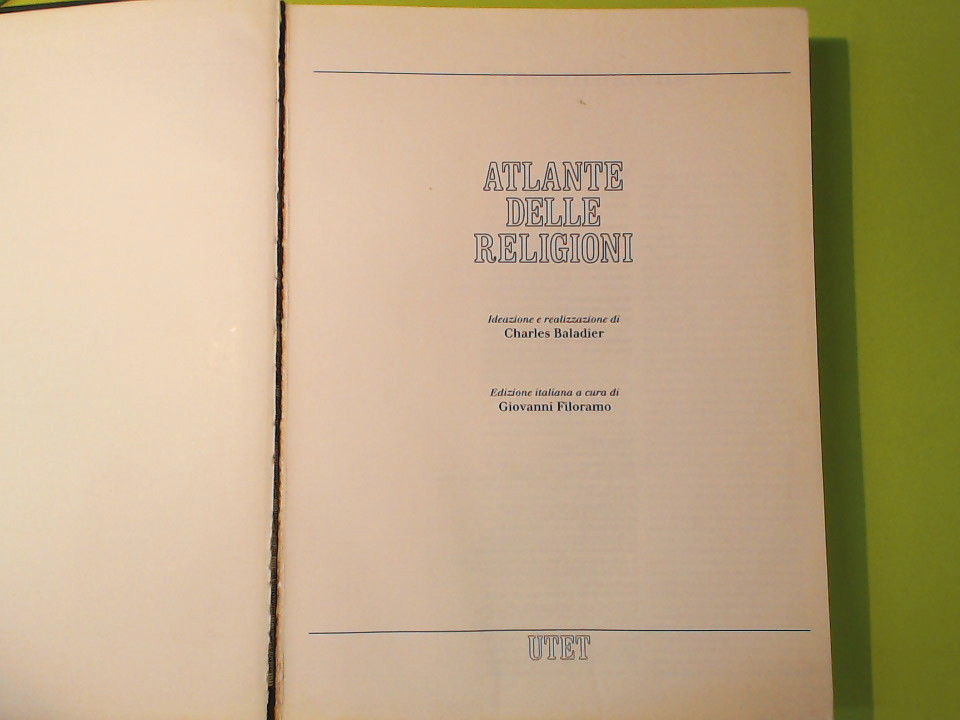 ATLANTE
DELLE
RELIGIONI
Ideazione e realizzazione di
Charles Baladier
Edizione italiana a cura di
Giovanni Filoramo
UTET